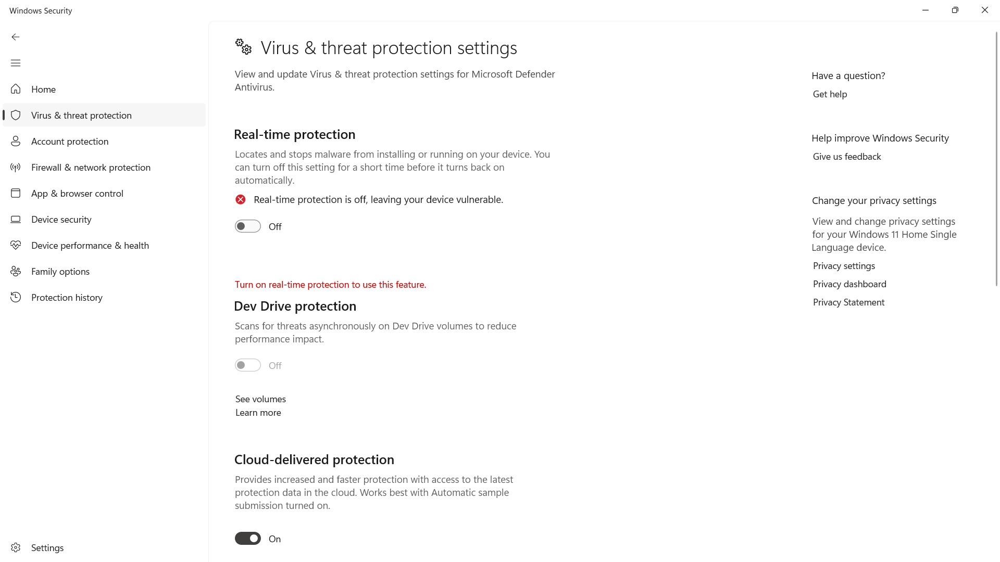 Windows Security
Home
Virus & threat protection
Account protection
Firewall & network protection
App & browser control
Device security
Device performance & health
Family options
Protection history
Settings
Virus & threat protection settings
View and update Virus & threat protection settings for Microsoft Defender
Antivirus.
Real-time protection
Locates and stops malware from installing or running on your device. You
can turn off this setting for a short time before it turns back on
automatically.
Real-time protection is off, leaving your device vulnerable.
Off
Turn on real-time protection to use this feature.
Dev Drive protection
Scans for threats asynchronously on Dev Drive volumes to reduce
performance impact.
Off
See volumes
Learn more
Cloud-delivered protection
Provides increased and faster protection with access to the latest
protection data in the cloud. Works best with Automatic sample
submission turned on.
On
Have a question?
Get help
Help improve Windows Security
Give us feedback
Change your privacy settings
View and change privacy settings
for your Windows 11 Home Single
Language device.
Privacy settings
Privacy dashboard
Privacy Statement